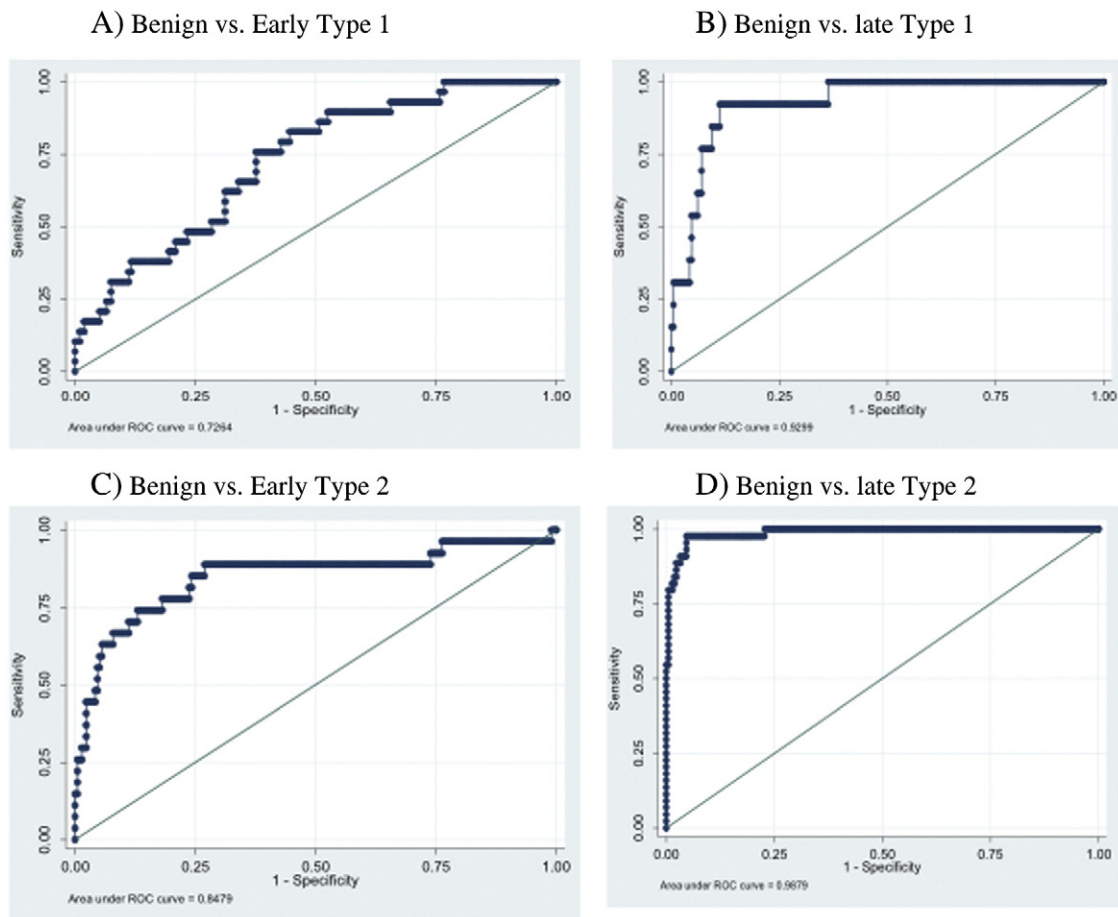 A) Benign vs. Early Type 1
B) Benign vs. late Type 1
Sensitivity
1.00
0.75
0.50
0.25
0.00
0.00 0.25 0.50 0.75 1.00
1 - Specificity
Area under ROC curve = 0.7264
Sensitivity
1.00
0.75
0.50
0.25
0.00
0.00 0.25 0.50 0.75 1.00
1 - Specificity
Area under ROC curve = 0.9299
C) Benign vs. Early Type 2
D) Benign vs. late Type 2
Sensitivity
1.00
0.75
0.50
0.25
0.00
0.00 0.25 0.50 0.75 1.00
1 - Specificity
Area under ROC curve = 0.8479
Sensitivity
1.00
0.75
0.50
0.25
0.00
0.00 0.25 0.50 0.75 1.00
1 - Specificity
Area under ROC curve = 0.9879